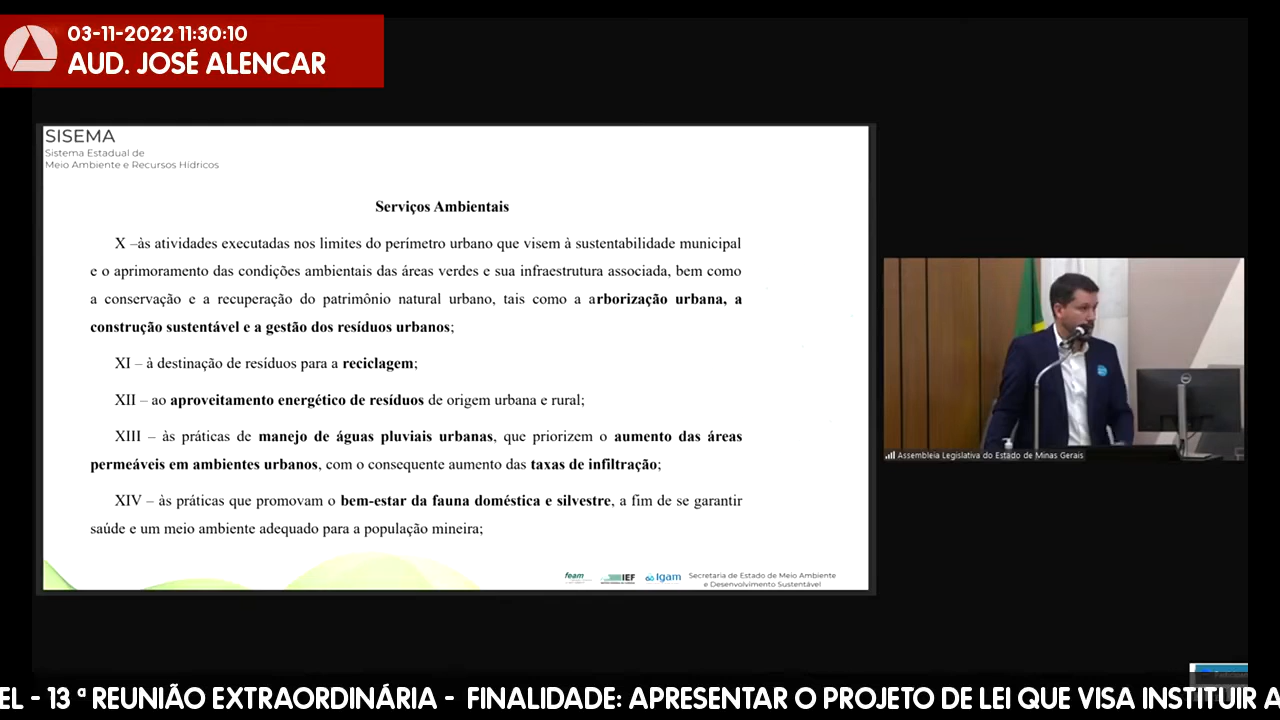 03-11-2022 11:30:10
AUD. JOSÉ ALENCAR
SISEMA
Sistema Estadual de
Meio Ambiente e Recursos Hídricos
Serviços Ambientais
X –às atividades executadas nos limites do perímetro urbano que visem à sustentabilidade municipal
e o aprimoramento das condições ambientais das áreas verdes e sua infraestrutura associada, bem como
a conservação e a recuperação do patrimônio natural urbano, tais como a arborização urbana, a
construção sustentável e a gestão dos resíduos urbanos;
XI – à destinação de resíduos para a reciclagem;
XII – ao aproveitamento energético de resíduos de origem urbana e rural;
XIII – às práticas de manejo de águas pluviais urbanas, que priorizem o aumento das áreas
permeáveis em ambientes urbanos, com o consequente aumento das taxas de infiltração;
XIV – às práticas que promovam o bem-estar da fauna doméstica e silvestre, a fim de se garantir
saúde e um meio ambiente adequado para a população mineira;
feam IEF Igam Secretaria de Estado de Meio Ambiente
e Desenvolvimento Sustentável
Assembleia Legislativa do Estado de Minas Gerais
EL - 13 ª REUNIÃO EXTRAORDINÁRIA - FINALIDADE: APRESENTAR O PROJETO DE LEI QUE VISA INSTITUIR A